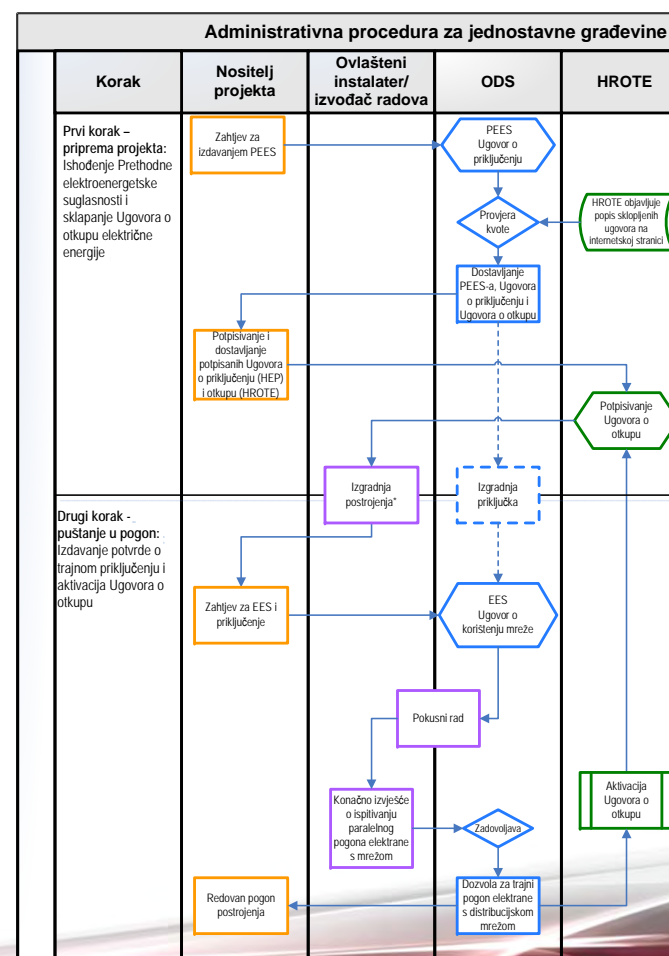 Administrativna procedura za jednostavne građevine
Korak
Nositelj
projekta
Ovlašteni
instalater/
izvođač radova
ODS
HROTE
Prvi korak –
priprema projekta:
Ishođenje Prethodne
elektroenergetske
suglasnosti i
sklapanje Ugovora o
otkupu električne
energije
Zahtjev za
izdavanjem PEES
PEES
Ugovor o
priključenju
Provjera
kvote
HROTE objavljuje
popis sklopljenih
ugovora na
internetskoj stranici
Dostavljanje
PEES-a, Ugovora
o priključenju i
Ugovora o otkupu
Potpisivanje i
dostavljanje
potpisanih Ugovora
o priključenju (HEP)
i otkupu (HROTE)
Potpisivanje
Ugovora o
otkupu
Izgradnja
postrojenja*
Izgradnja
priključka
Drugi korak -
puštanje u pogon:
Izdavanje potvrde o
trajnom priključenju i
aktivacija Ugovora o
otkupu
Zahtjev za EES i
priključenje
EES
Ugovor o
korištenju mreže
Pokusni rad
Konačno izvješće
o ispitivanju
paralelnog
pogona elektrane
s mrežom
Zadovoljava
Aktivacija
Ugovora o
otkupu
Redovan pogon
postrojenja
Dozvola za trajni
pogon elektrane
s distribucijskom
mrežom